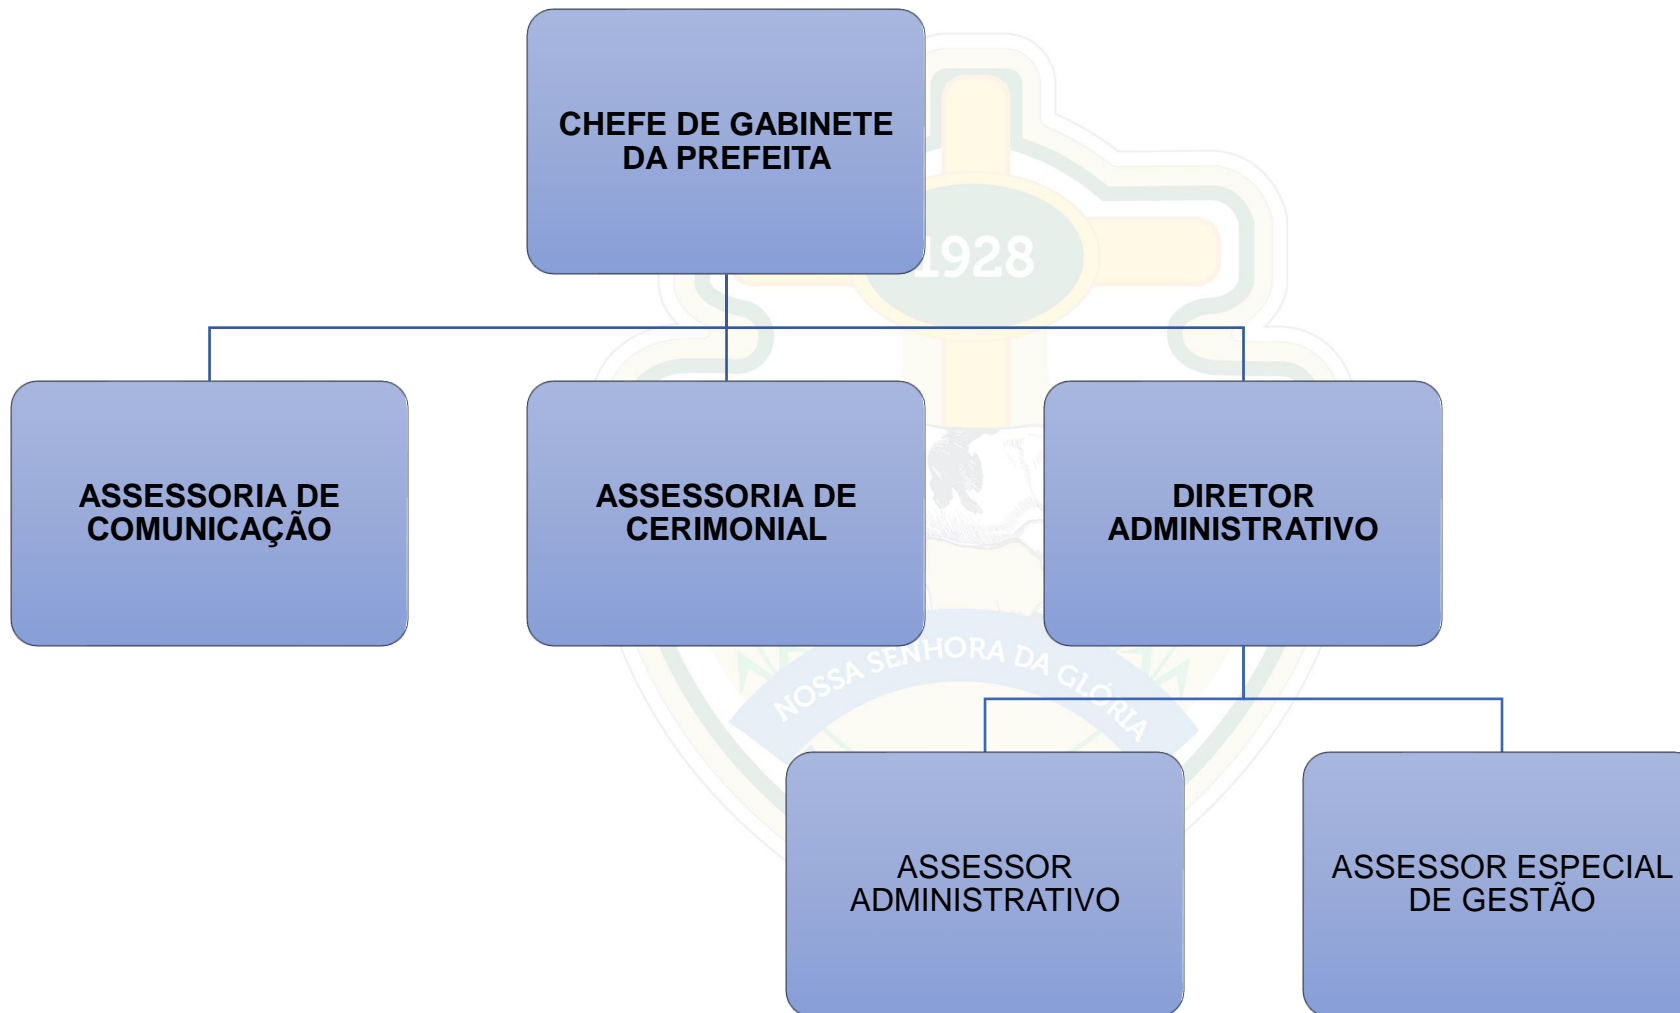 CHEFE DE GABINETE
DA PREFEITA
1928
ASSESSORIA DE
COMUNICAÇÃO
ASSESSORIA DE
CERIMONIAL
DIRETOR
ADMINISTRATIVO
NOSSA SENHORA DA GLÓRIA
ASSESSOR
ADMINISTRATIVO
ASSESSOR ESPECIAL
DE GESTÃO